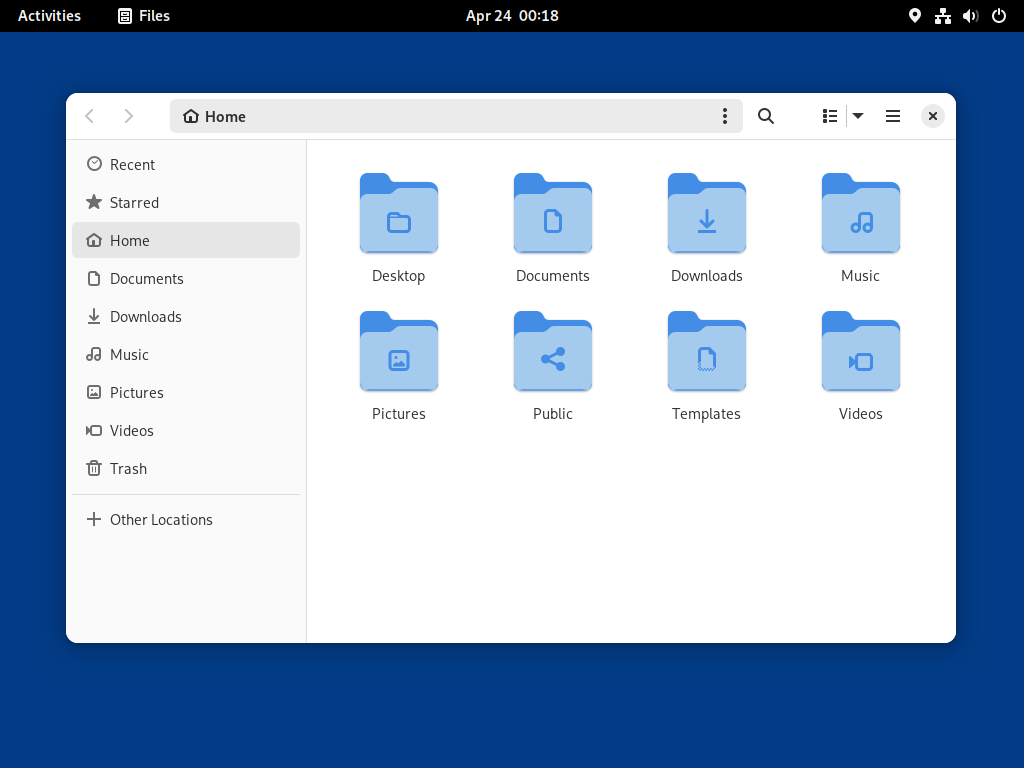 Activities Files Apr 24 00:18
Home
Recent
Starred
Home
Documents
Downloads
Music
Pictures
Videos
Trash
Other Locations
Desktop Documents Downloads Music
Pictures Public Templates Videos